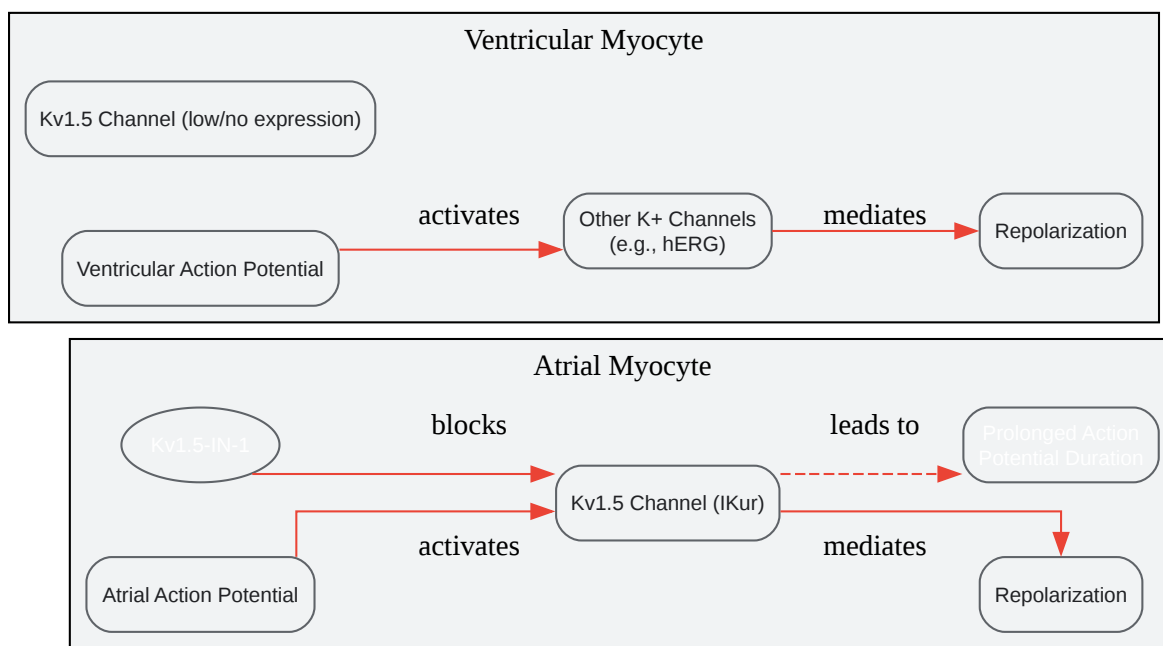 Ventricular Myocyte
Kv1.5 Channel (low/no expression)
activates
Other K+ Channels
(e.g., hERG)
mediates
Repolarization
Ventricular Action Potential
Atrial Myocyte
Kv1.5-IN-1
blocks
leads to
Prolonged Action
Potential Duration
Kv1.5 Channel (IKur)
activates
mediates
Atrial Action Potential
Repolarization